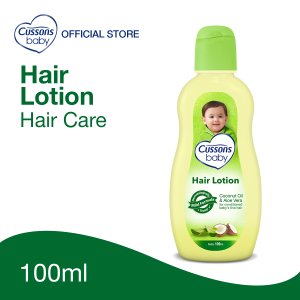 Cussons
baby
OFFICIAL STORE
Hair
Lotion
Hair Care
Cussons
baby
Hair Lotion
Coconut Oil
& Aloe Vera
100ml